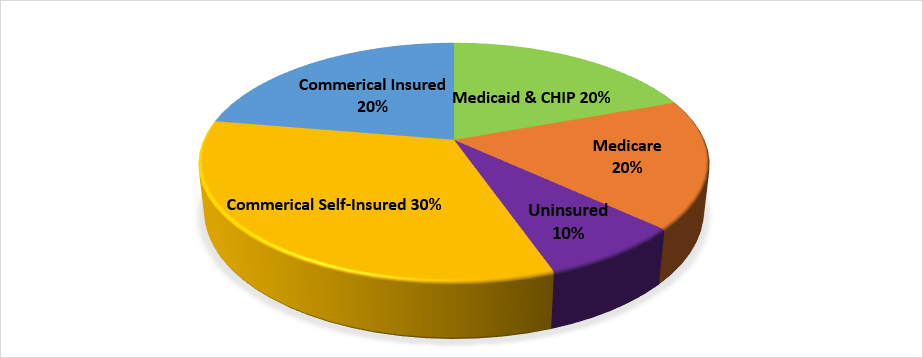 Commerical Insured
20%
Medicaid & CHIP 20%
Medicare
20%
Commerical Self-Insured 30%
Uninsured
10%